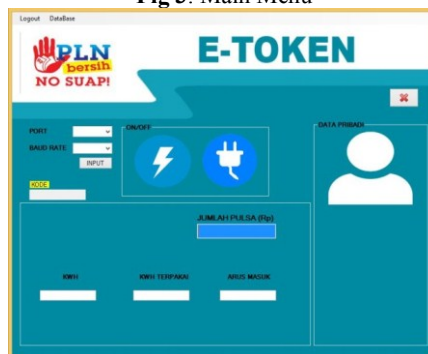 Fig 3. Main Menu
Logout DataBase
PLN
bersih
NO SUAP!
E-TOKEN
PORT
BAUD RATE
INPUT
KODE
ON/OFF
DATA PRIBADI
JUMLAH PULSA (Rp)
KWH
KWH TERPAKAI
ARUS MASUK